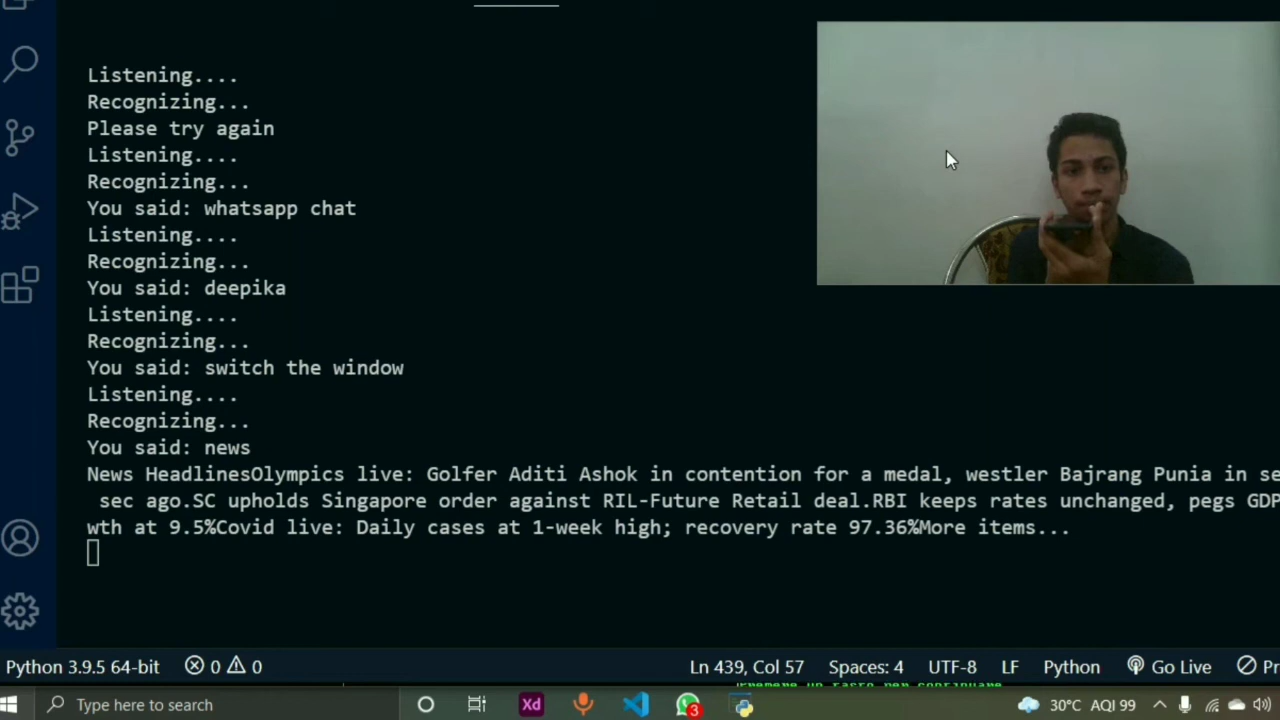 Listening....
Recognizing...
Please try again
Listening....
Recognizing...
You said: whatsapp chat
Listening....
Recognizing...
You said: deepika
Listening....
Recognizing...
You said: switch the window
Listening....
Recognizing...
You said: news
News HeadlinesOlympics live: Golfer Aditi Ashok in contention for a medal, westler Bajrang Punia in se
sec ago.SC upholds Singapore order against RIL-Future Retail deal.RBI keeps rates unchanged, pegs GDP
wth at 9.5%Covid live: Daily cases at 1-week high; recovery rate 97.36%More items...
Python 3.9.5 64-bit 0 0 Ln 439, Col 57 Spaces: 4 UTF-8 LF Python Go Live Pr
Type here to search Xd 3 30°C AQI 99